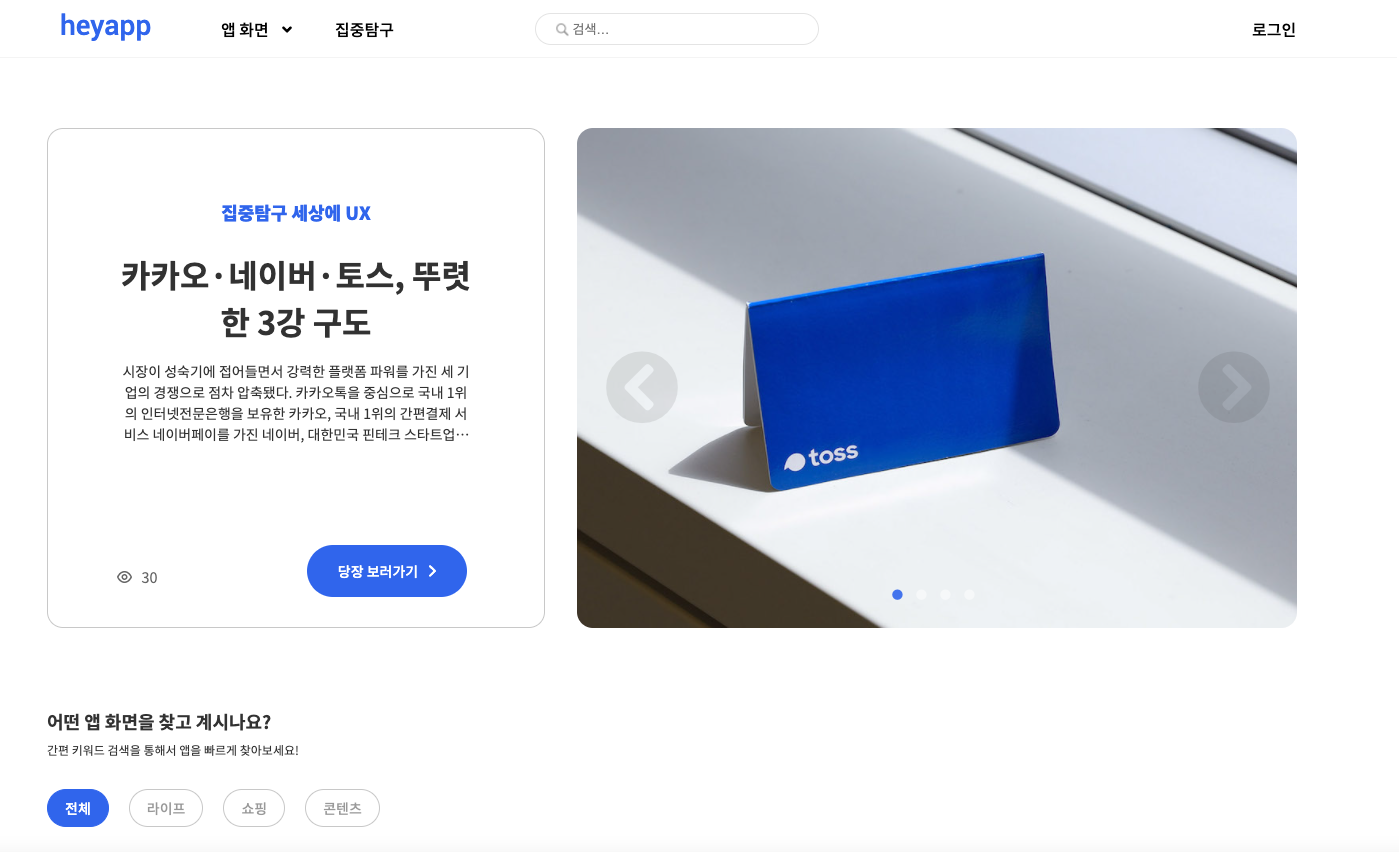 heyapp
앱 화면
집중탐구
검색...
로그인
집중탐구 세상에 UX
카카오·네이버·토스, 뚜렷
한 3강 구도
시장이 성숙기에 접어들면서 강력한 플랫폼 파워를 가진 세 기
업의 경쟁으로 점차 압축됐다. 카카오톡을 중심으로 국내 1위
의 인터넷전문은행을 보유한 카카오, 국내 1위의 간편결제 서
비스 네이버페이를 가진 네이버, 대한민국 핀테크 스타트업…
30
당장 보러가기
toss
어떤 앱 화면을 찾고 계시나요?
간편 키워드 검색을 통해서 앱을 빠르게 찾아보세요!
전체
라이프
쇼핑
콘텐츠